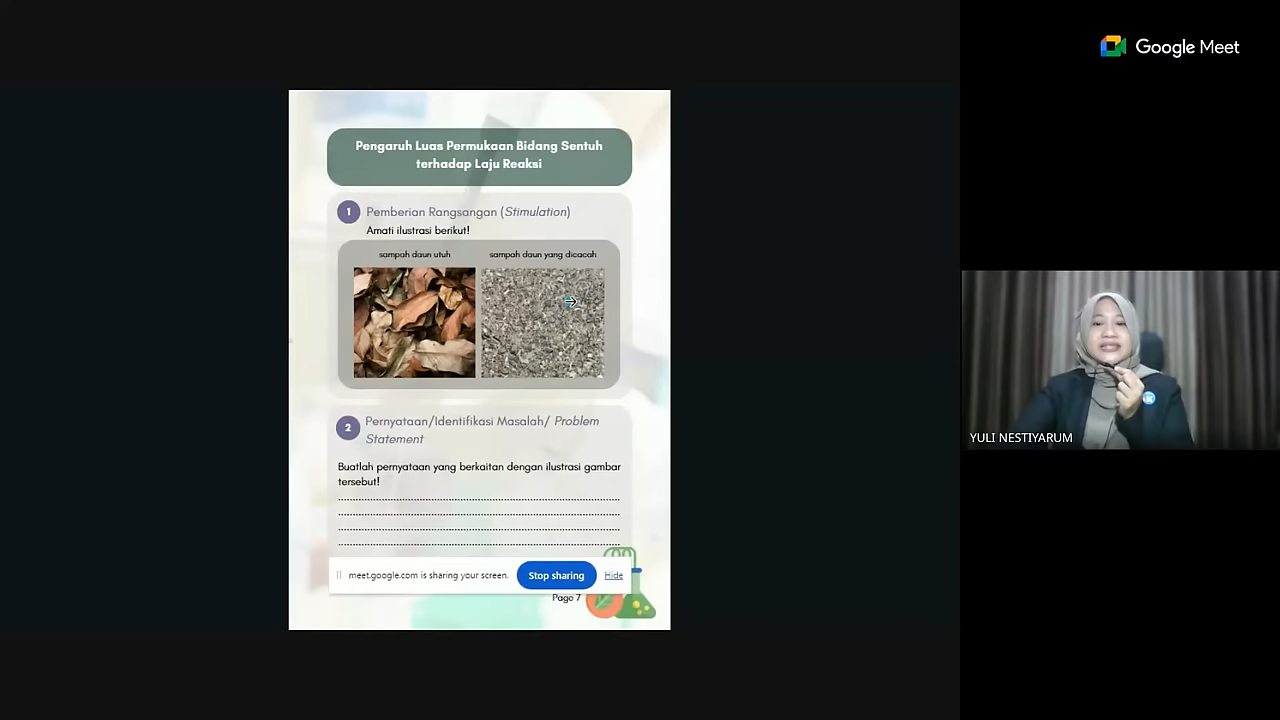 Google Meet
Pengaruh Luas Permukaan Bidang Sentuh
terhadap Laju Reaksi
1 Pemberian Rangsangan (Stimulation)
Amati ilustrasi berikut!
sampah daun utuh
sampah daun yang dicacah
2 Pernyataan/Identifikasi Masalah/ Problem
Statement
Buatlah pernyataan yang berkaitan dengan ilustrasi gambar
tersebut!
meet.google.com is sharing your screen.
Stop sharing
Hide
Page 7
YULI NESTIYARUM